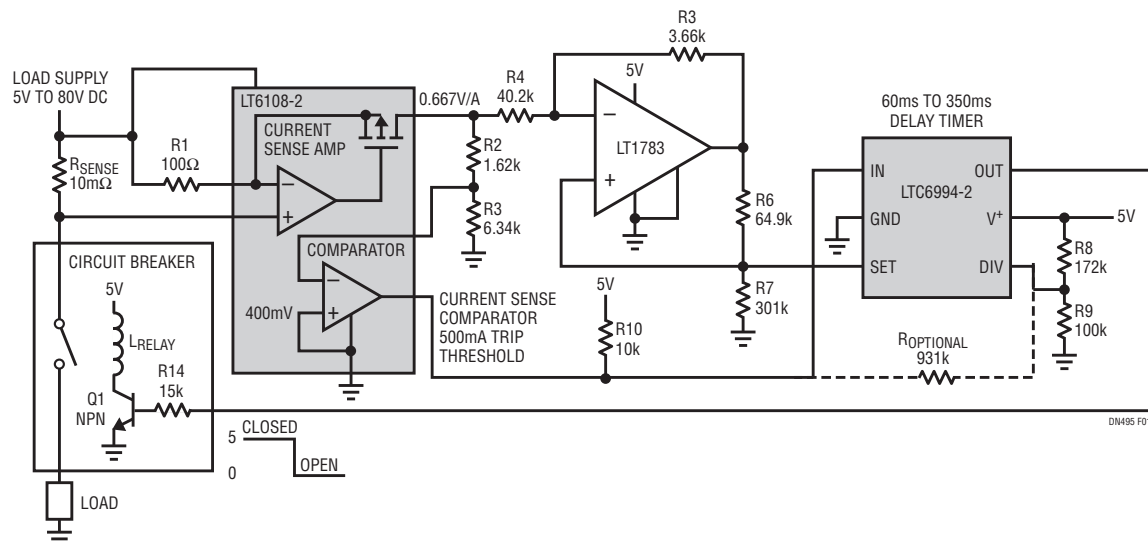 LOAD SUPPLY
5V TO 80V DC
RSENSE
10mΩ
R1
100Ω
LT6108-2
CURRENT
SENSE AMP
–
+
0.667V/A
R2
1.62k
R3
6.34k
COMPARATOR
–
+
400mV
CURRENT SENSE
COMPARATOR
500mA TRIP
THRESHOLD
R4
40.2k
R3
3.66k
5V
–
+
LT1783
R6
64.9k
R7
301k
5V
R10
10k
60ms TO 350ms
DELAY TIMER
IN
OUT
LTC6994-2
GND
V+
SET
DIV
5V
R8
172k
R9
100k
ROPTIONAL
931k
CIRCUIT BREAKER
5V
LRELAY
R14
15k
Q1
NPN
5
CLOSED
OPEN
0
LOAD
DN495 F01